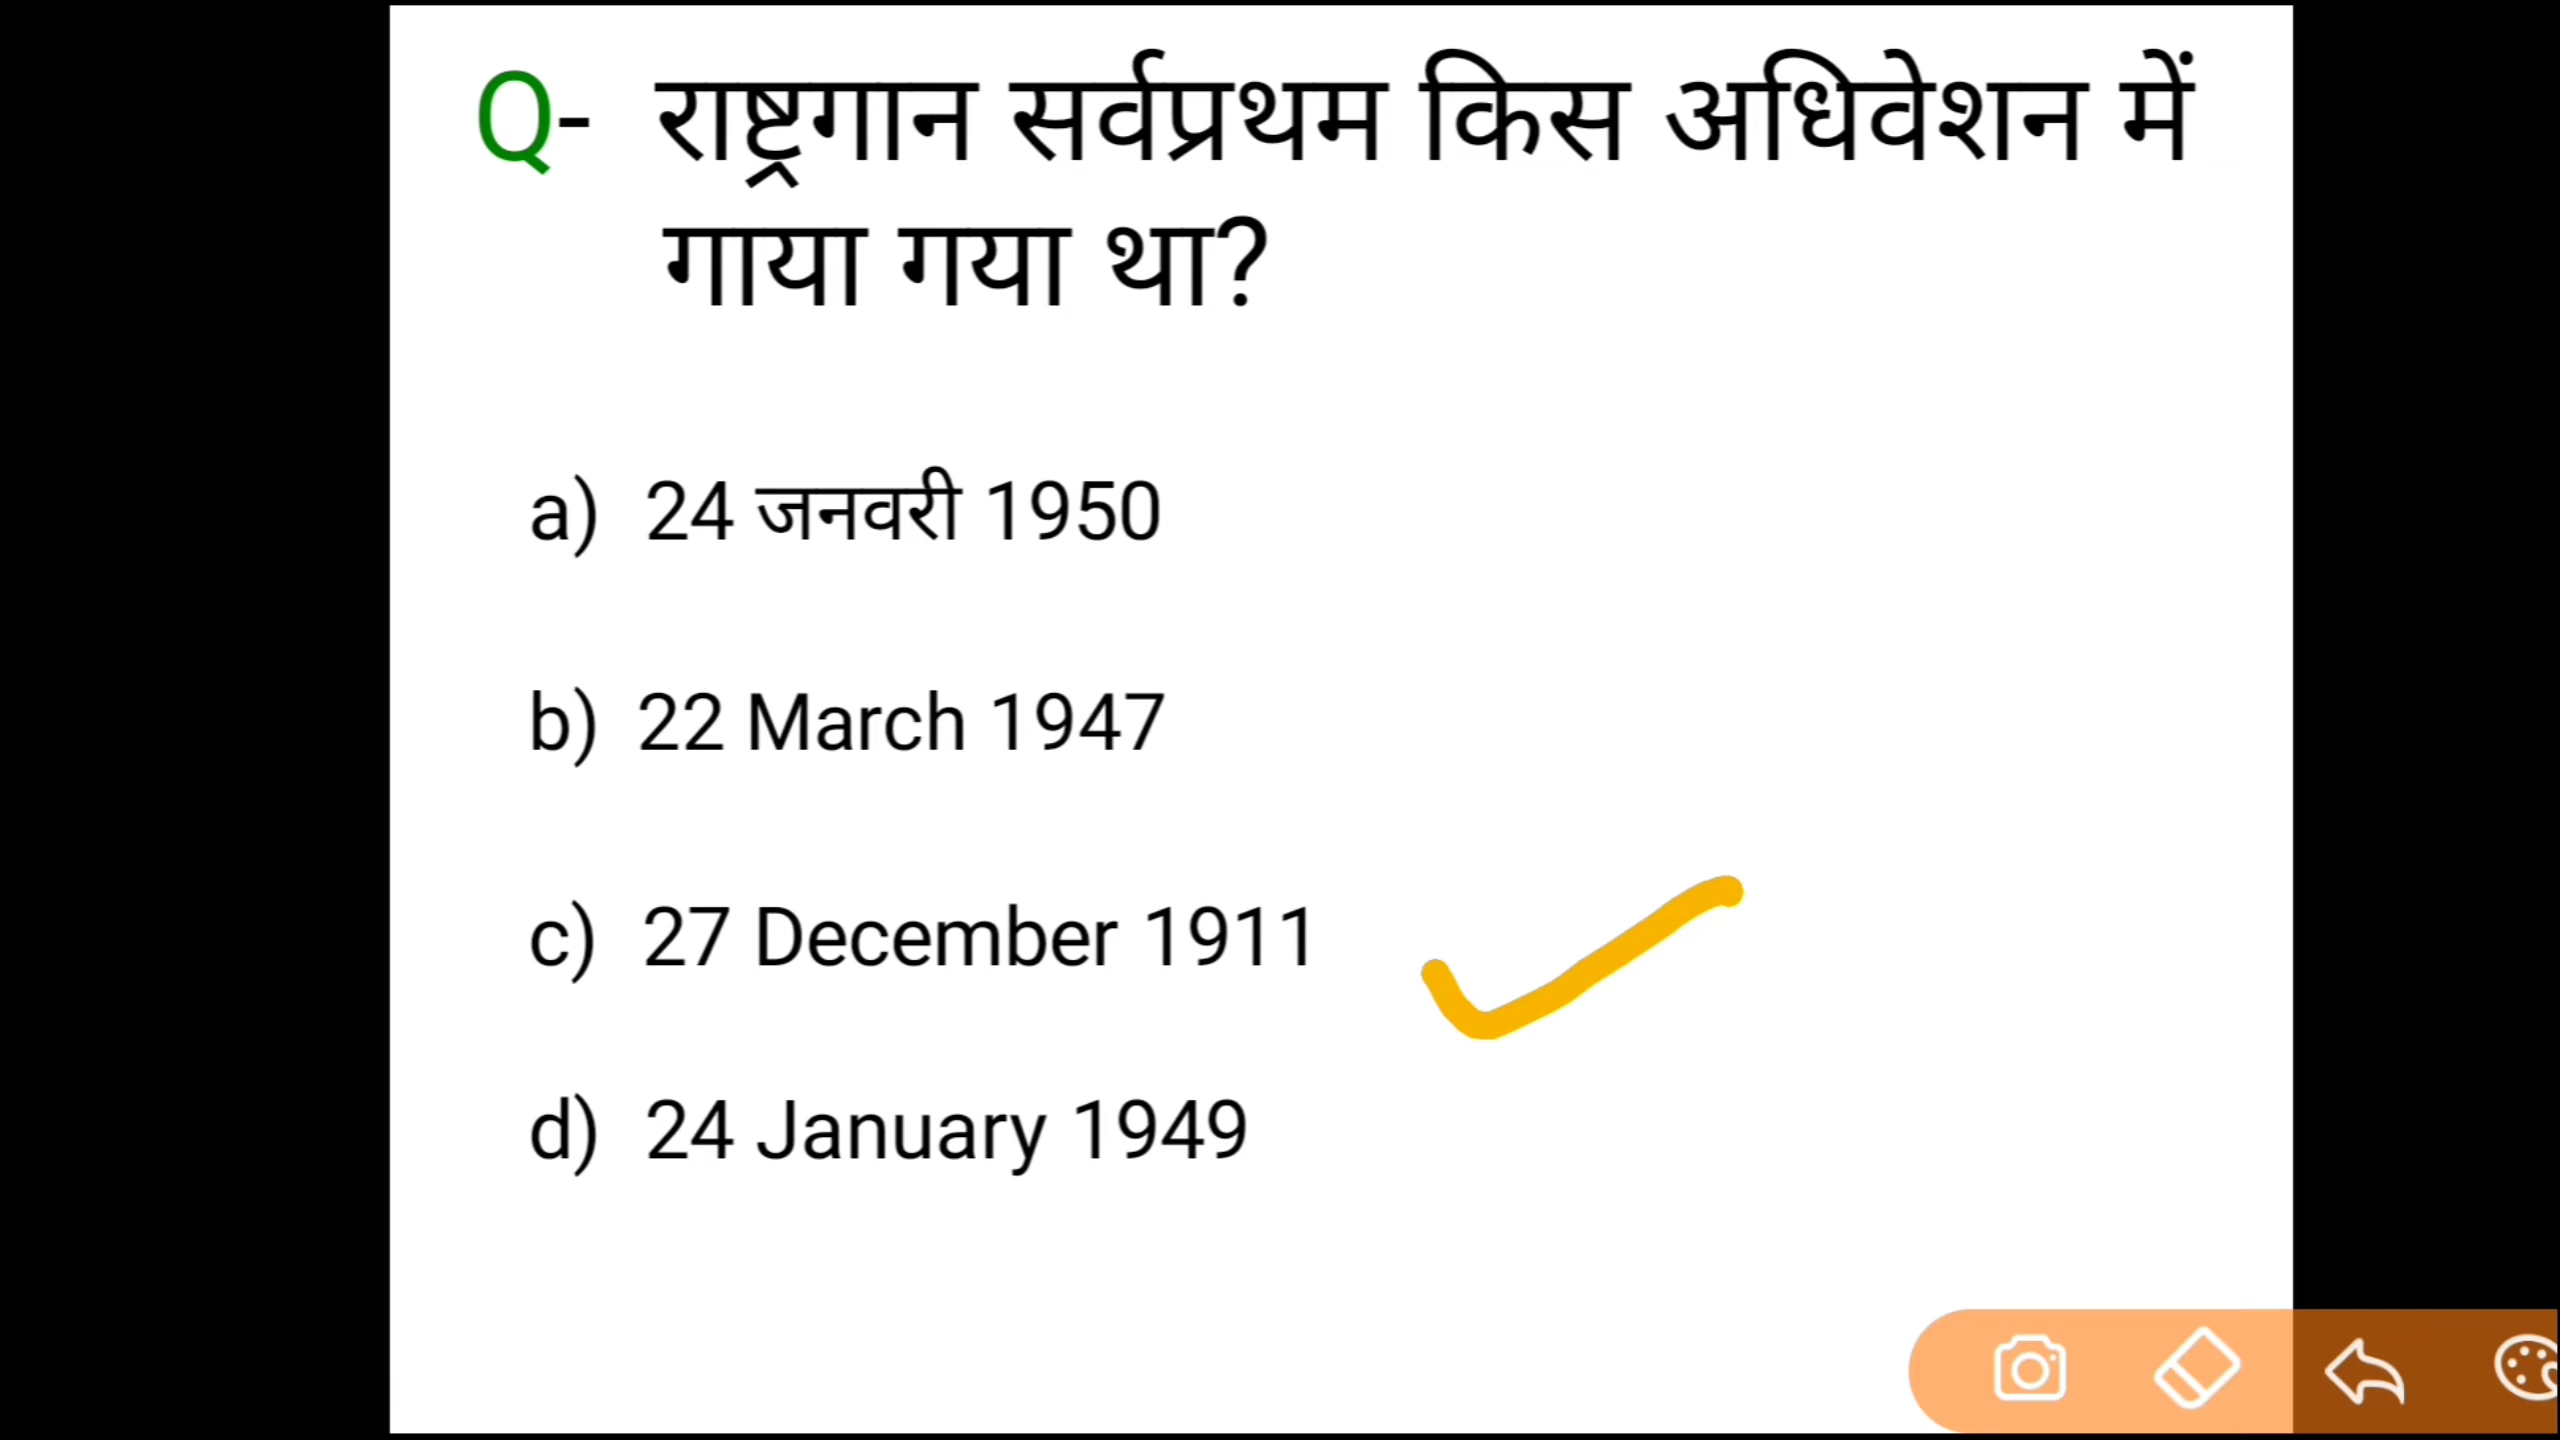 Q- राष्ट्रगान सर्वप्रथम किस अधिवेशन में
गाया गया था?
a) 24 जनवरी 1950
b) 22 March 1947
c) 27 December 1911
d) 24 January 1949